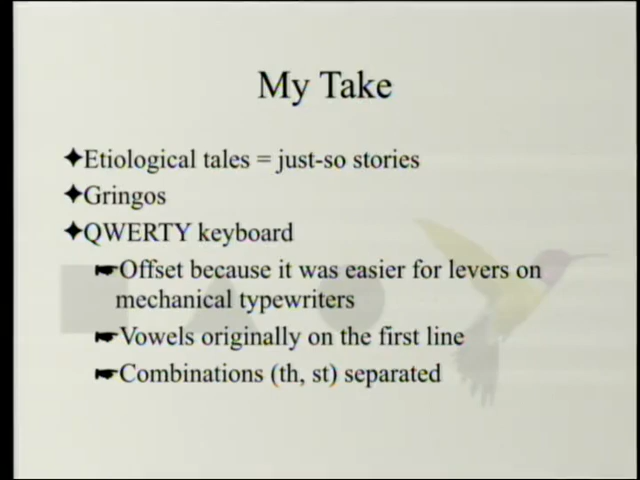 My Take
Etiological tales = just-so stories
Gringos
QWERTY keyboard
Offset because it was easier for levers on
mechanical typewriters
Vowels originally on the first line
Combinations (th, st) separated